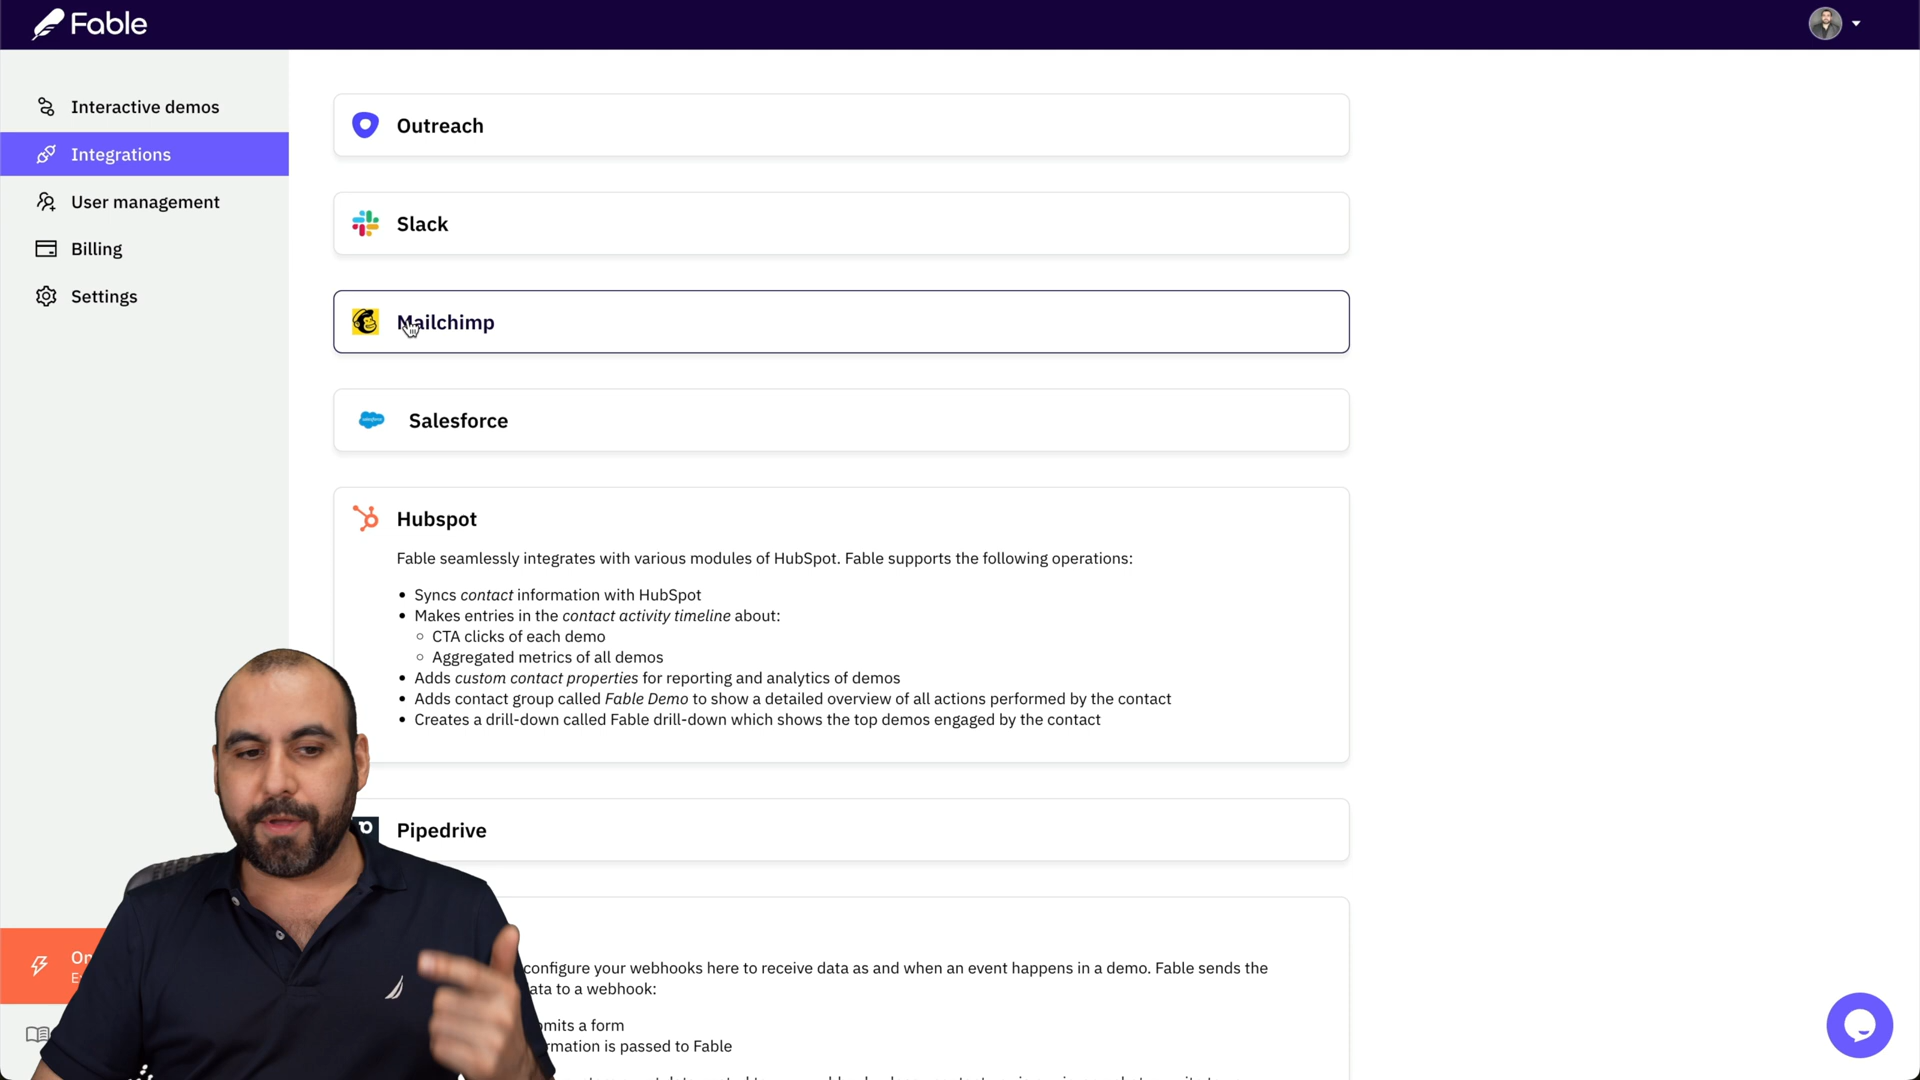 Fable
Interactive demos
Integrations
User management
Billing
Settings
Outreach
Slack
Mailchimp
Salesforce
Hubspot
Fable seamlessly integrates with various modules of HubSpot. Fable supports the following operations:
Syncs contact information with HubSpot
Makes entries in the contact activity timeline about:
CTA clicks of each demo
Aggregated metrics of all demos
Adds custom contact properties for reporting and analytics of demos
Adds contact group called Fable Demo to show a detailed overview of all actions performed by the contact
Creates a drill-down called Fable drill-down which shows the top demos engaged by the contact
Pipedrive
configure your webhooks here to receive data as and when an event happens in a demo. Fable sends the
to a webhook:
a form
is passed to Fable